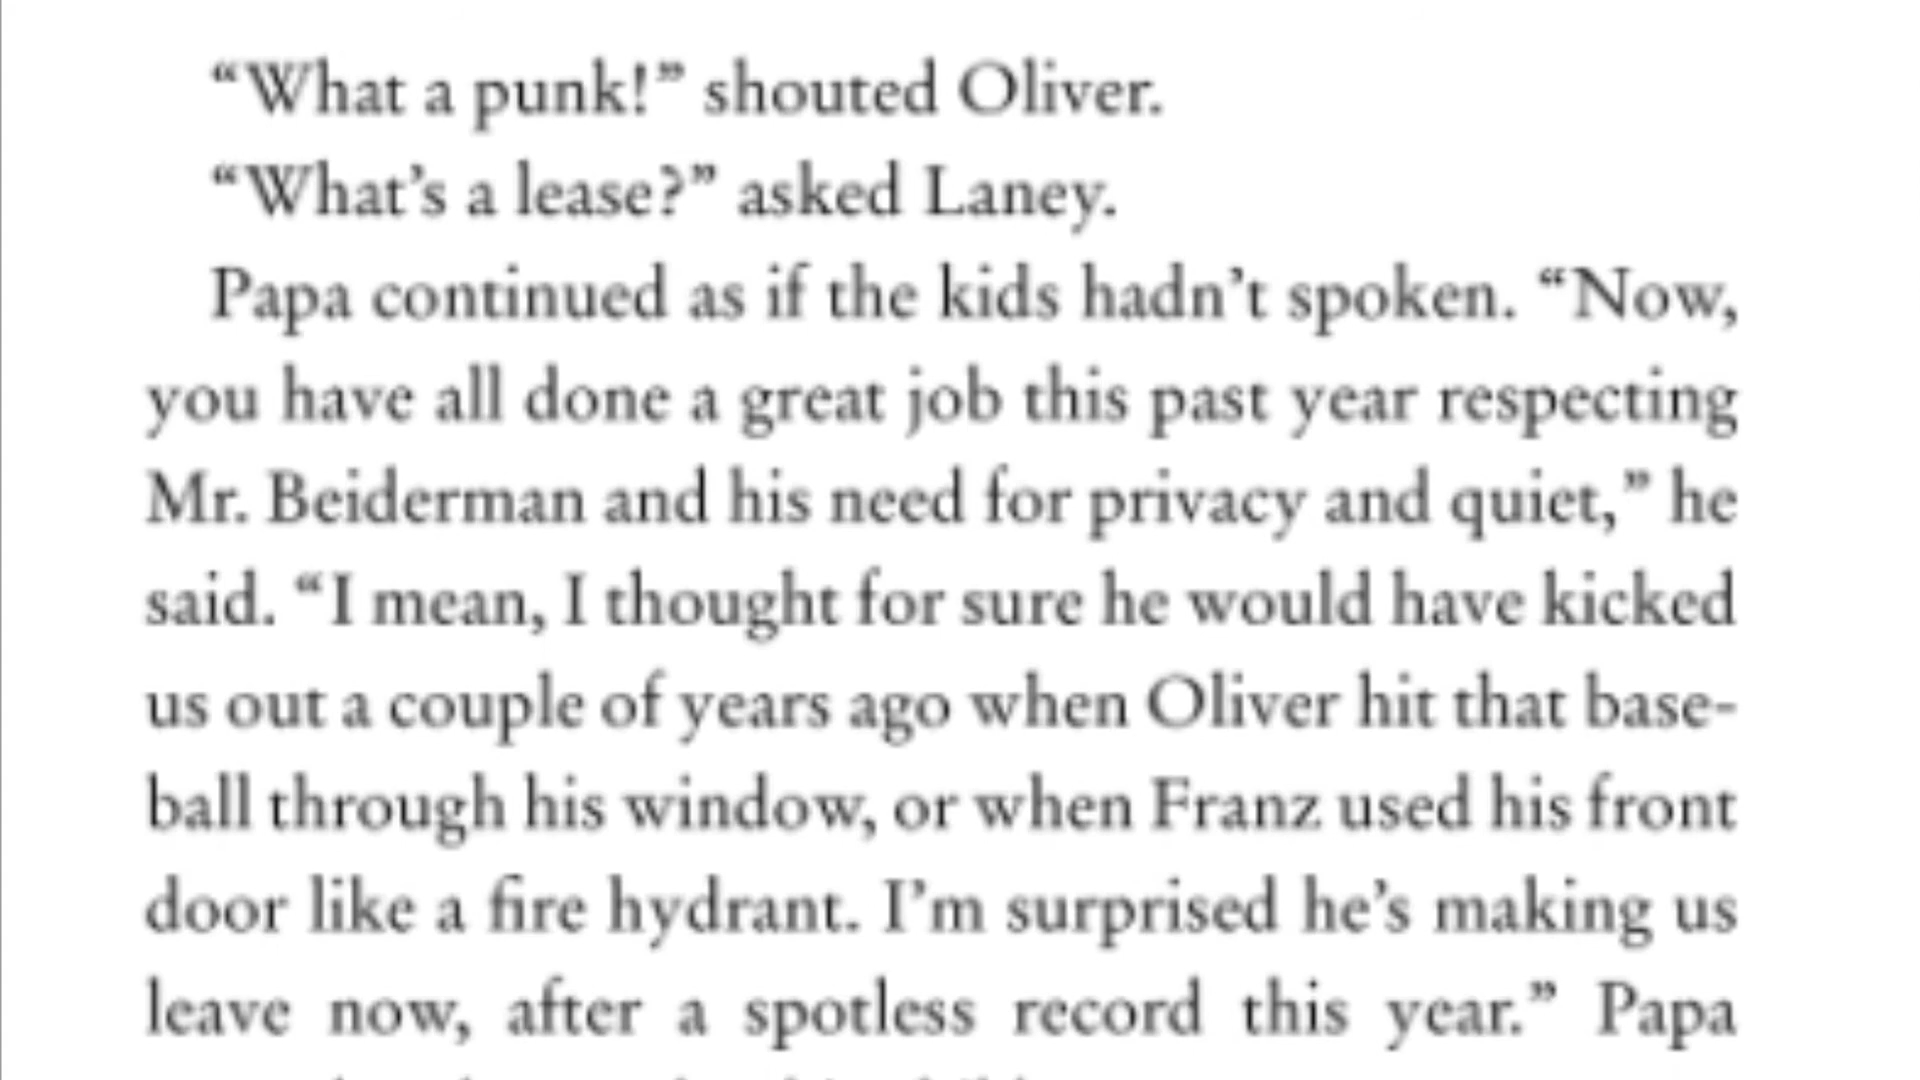 “What a punk!” shouted Oliver.
“What’s a lease?” asked Laney.
Papa continued as if the kids hadn’t spoken. “Now,
you have all done a great job this past year respecting
Mr. Beiderman and his need for privacy and quiet,” he
said. “I mean, I thought for sure he would have kicked
us out a couple of years ago when Oliver hit that base-
ball through his window, or when Franz used his front
door like a fire hydrant. I’m surprised he’s making us
leave now, after a spotless record this year.” Papa